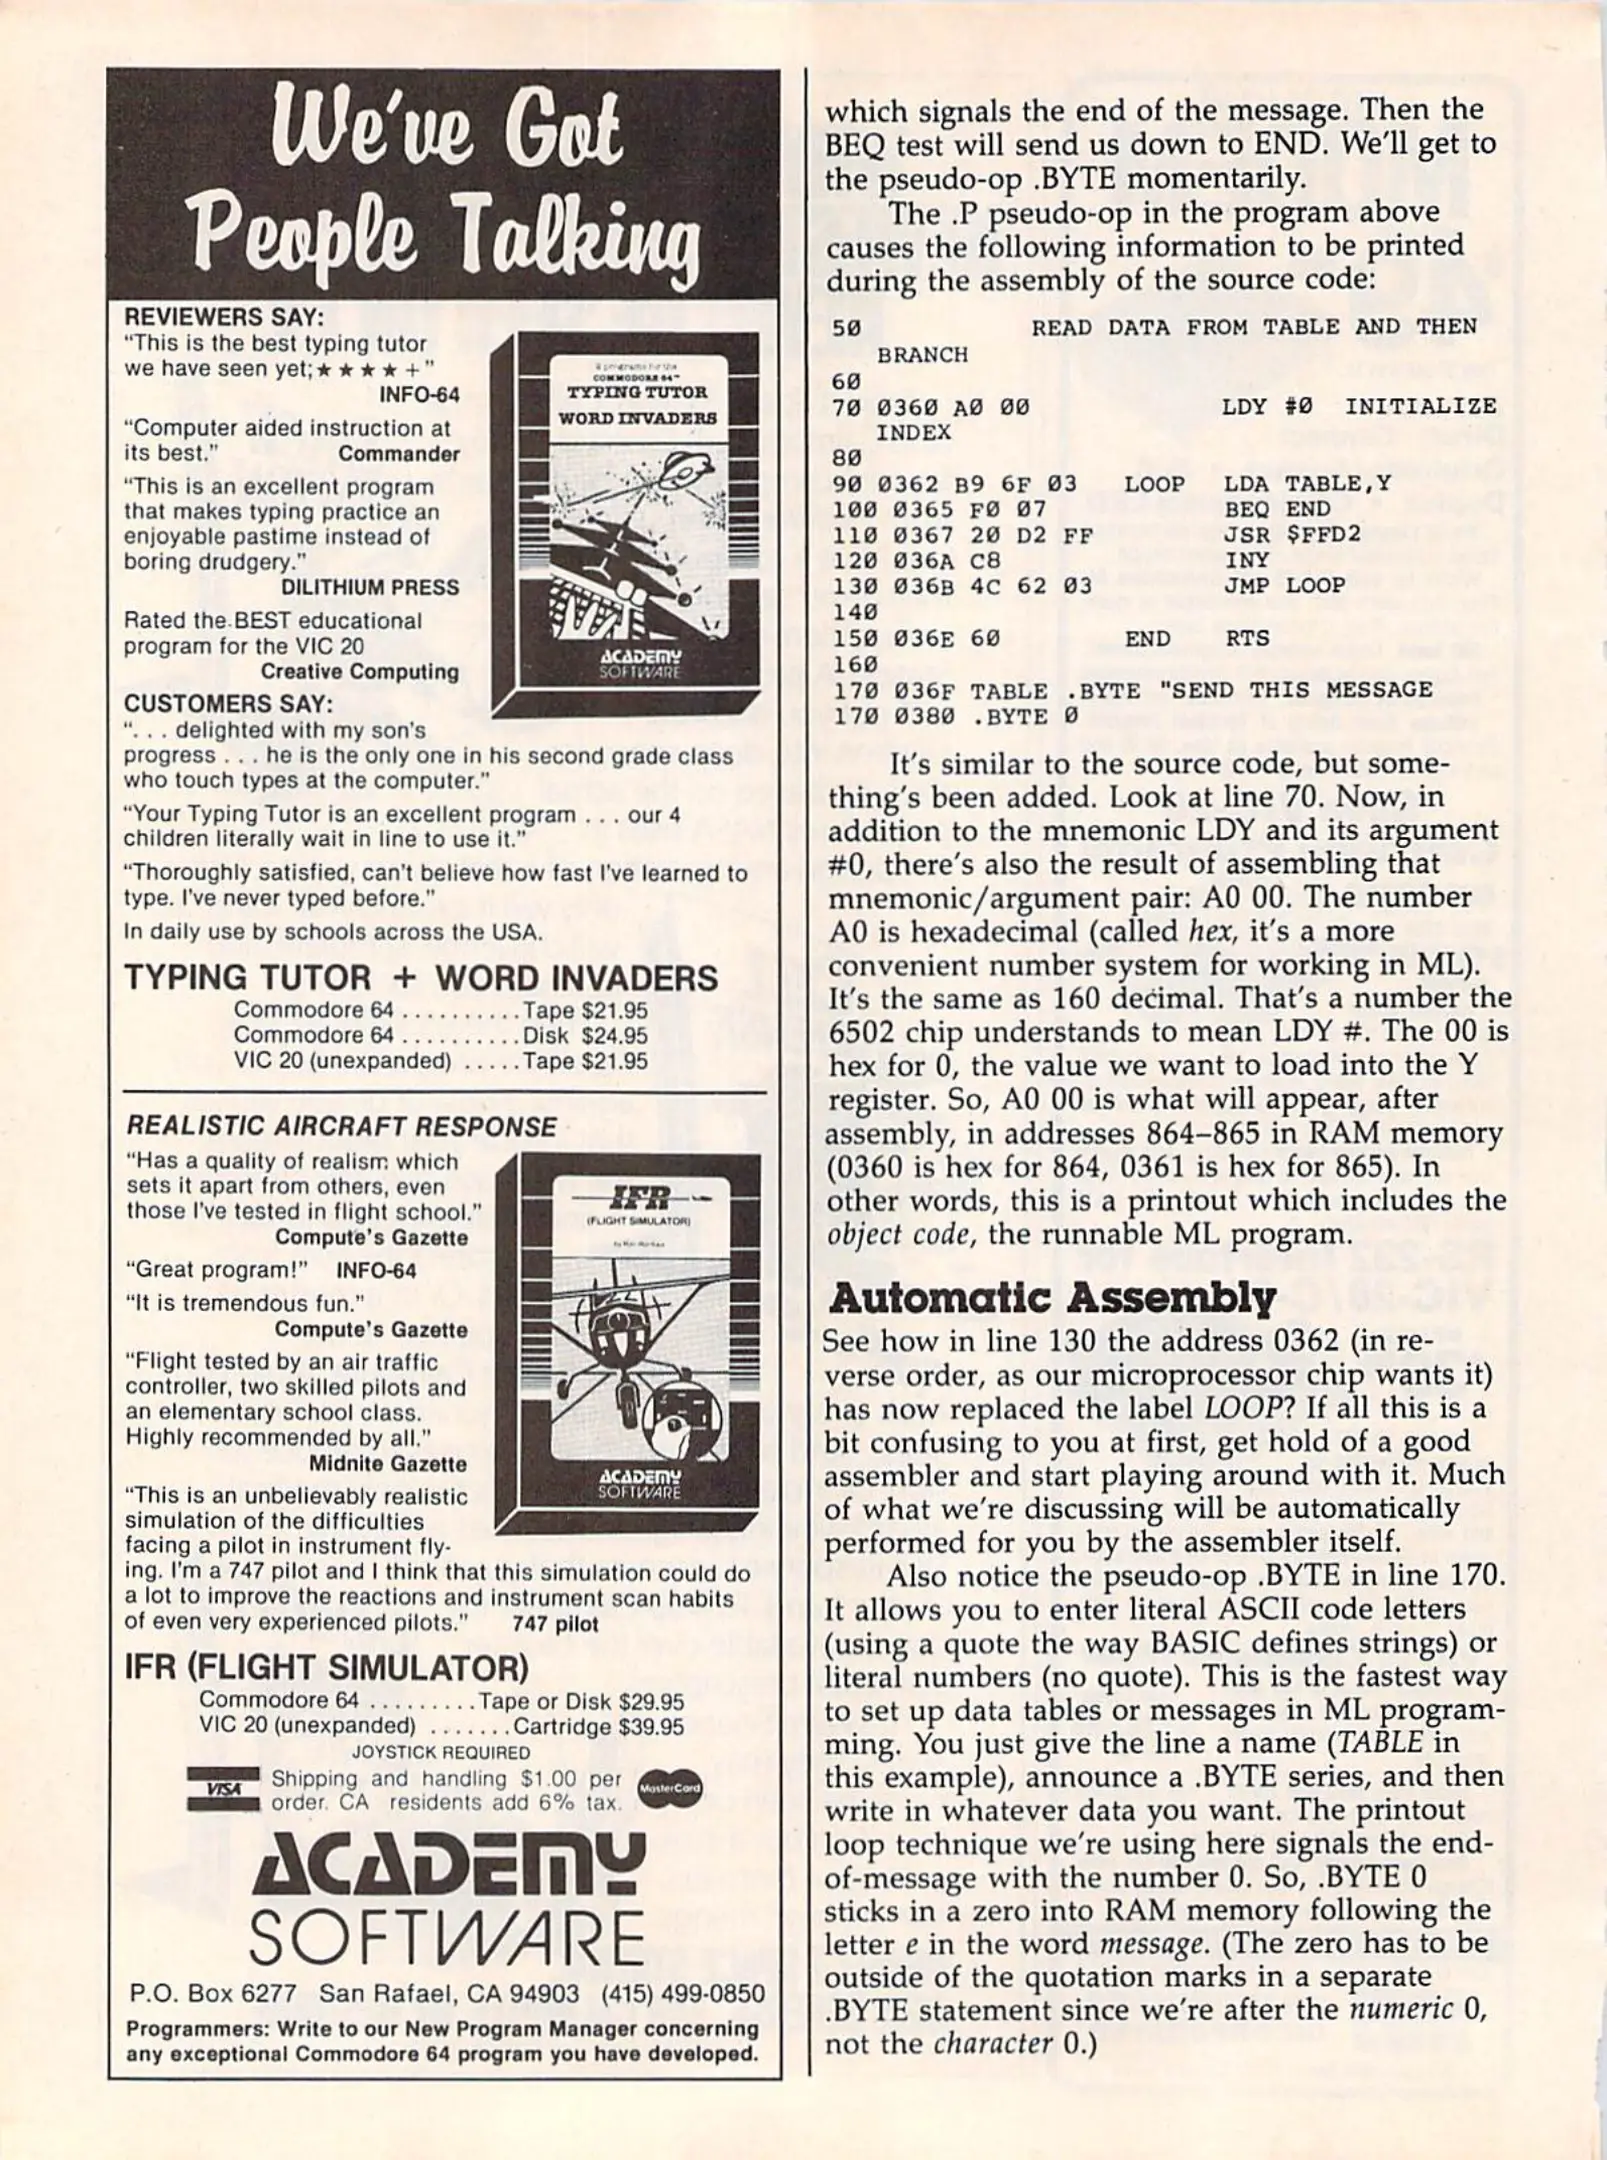 We've Got
People Talking
REVIEWERS SAY:
"This is the best typing tutor
we have seen yet;★ ★ ★ ★ +"
INFO-64
"Computer aided instruction at
its best." Commander
"This is an excellent program
that makes typing practice an
enjoyable pastime instead of
boring drudgery."
DILITHIUM PRESS
Rated the BEST educational
program for the VIC 20
Creative Computing
CUSTOMERS SAY:
". . . delighted with my son's
progress . . . he is the only one in his second grade class
who touch types at the computer."
"Your Typing Tutor is an excellent program . . . our 4
children literally wait in line to use it."
"Thoroughly satisfied, can't believe how fast I've learned to
type. I've never typed before."
In daily use by schools across the USA.
COMMODORE 64™
TYPING TUTOR
WORD INVADERS
ACADEMY
SOFTWARE
TYPING TUTOR + WORD INVADERS
Commodore 64 . . . . . . . . . . Tape $21.95
Commodore 64 . . . . . . . . . . Disk $24.95
VIC 20 (unexpanded) . . . . . Tape $21.95
REALISTIC AIRCRAFT RESPONSE
"Has a quality of realism which
sets it apart from others, even
those I've tested in flight school."
Compute's Gazette
"Great program!" INFO-64
"It is tremendous fun."
Compute's Gazette
"Flight tested by an air traffic
controller, two skilled pilots and
an elementary school class.
Highly recommended by all."
Midnite Gazette
"This is an unbelievably realistic
simulation of the difficulties
facing a pilot in instrument fly-
ing. I'm a 747 pilot and I think that this simulation could do
a lot to improve the reactions and instrument scan habits
of even very experienced pilots." 747 pilot
IFR
(FLIGHT SIMULATOR)
ACADEMY
SOFTWARE
IFR (FLIGHT SIMULATOR)
Commodore 64 . . . . . . . . . Tape or Disk $29.95
VIC 20 (unexpanded) . . . . . . . Cartridge $39.95
JOYSTICK REQUIRED
VISA
Shipping and handling $1.00 per
order. CA residents add 6% tax.
MasterCard
ACADEMY
SOFTWARE
P.O. Box 6277 San Rafael, CA 94903 (415) 499-0850
Programmers: Write to our New Program Manager concerning
any exceptional Commodore 64 program you have developed.
which signals the end of the message. Then the
BEQ test will send us down to END. We'll get to
the pseudo-op .BYTE momentarily.
The .P pseudo-op in the program above
causes the following information to be printed
during the assembly of the source code:
50 READ DATA FROM TABLE AND THEN
BRANCH
60
70 0360 A0 00 LDY #0 INITIALIZE
INDEX
80
90 0362 B9 6F 03 LOOP LDA TABLE,Y
100 0365 F0 07 BEQ END
110 0367 20 D2 FF JSR $FFD2
120 036A C8 INY
130 036B 4C 62 03 JMP LOOP
140
150 036E 60 END RTS
160
170 036F TABLE .BYTE "SEND THIS MESSAGE
170 0380 .BYTE 0
It's similar to the source code, but some-
thing's been added. Look at line 70. Now, in
addition to the mnemonic LDY and its argument
#0, there's also the result of assembling that
mnemonic/argument pair: A0 00. The number
A0 is hexadecimal (called hex, it's a more
convenient number system for working in ML).
It's the same as 160 decimal. That's a number the
6502 chip understands to mean LDY #. The 00 is
hex for 0, the value we want to load into the Y
register. So, A0 00 is what will appear, after
assembly, in addresses 864–865 in RAM memory
(0360 is hex for 864, 0361 is hex for 865). In
other words, this is a printout which includes the
object code, the runnable ML program.
Automatic Assembly
See how in line 130 the address 0362 (in re-
verse order, as our microprocessor chip wants it)
has now replaced the label LOOP? If all this is a
bit confusing to you at first, get hold of a good
assembler and start playing around with it. Much
of what we're discussing will be automatically
performed for you by the assembler itself.
Also notice the pseudo-op .BYTE in line 170.
It allows you to enter literal ASCII code letters
(using a quote the way BASIC defines strings) or
literal numbers (no quote). This is the fastest way
to set up data tables or messages in ML program-
ming. You just give the line a name (TABLE in
this example), announce a .BYTE series, and then
write in whatever data you want. The printout
loop technique we're using here signals the end-
of-message with the number 0. So, .BYTE 0
sticks in a zero into RAM memory following the
letter e in the word message. (The zero has to be
outside of the quotation marks in a separate
.BYTE statement since we're after the numeric 0,
not the character 0.)